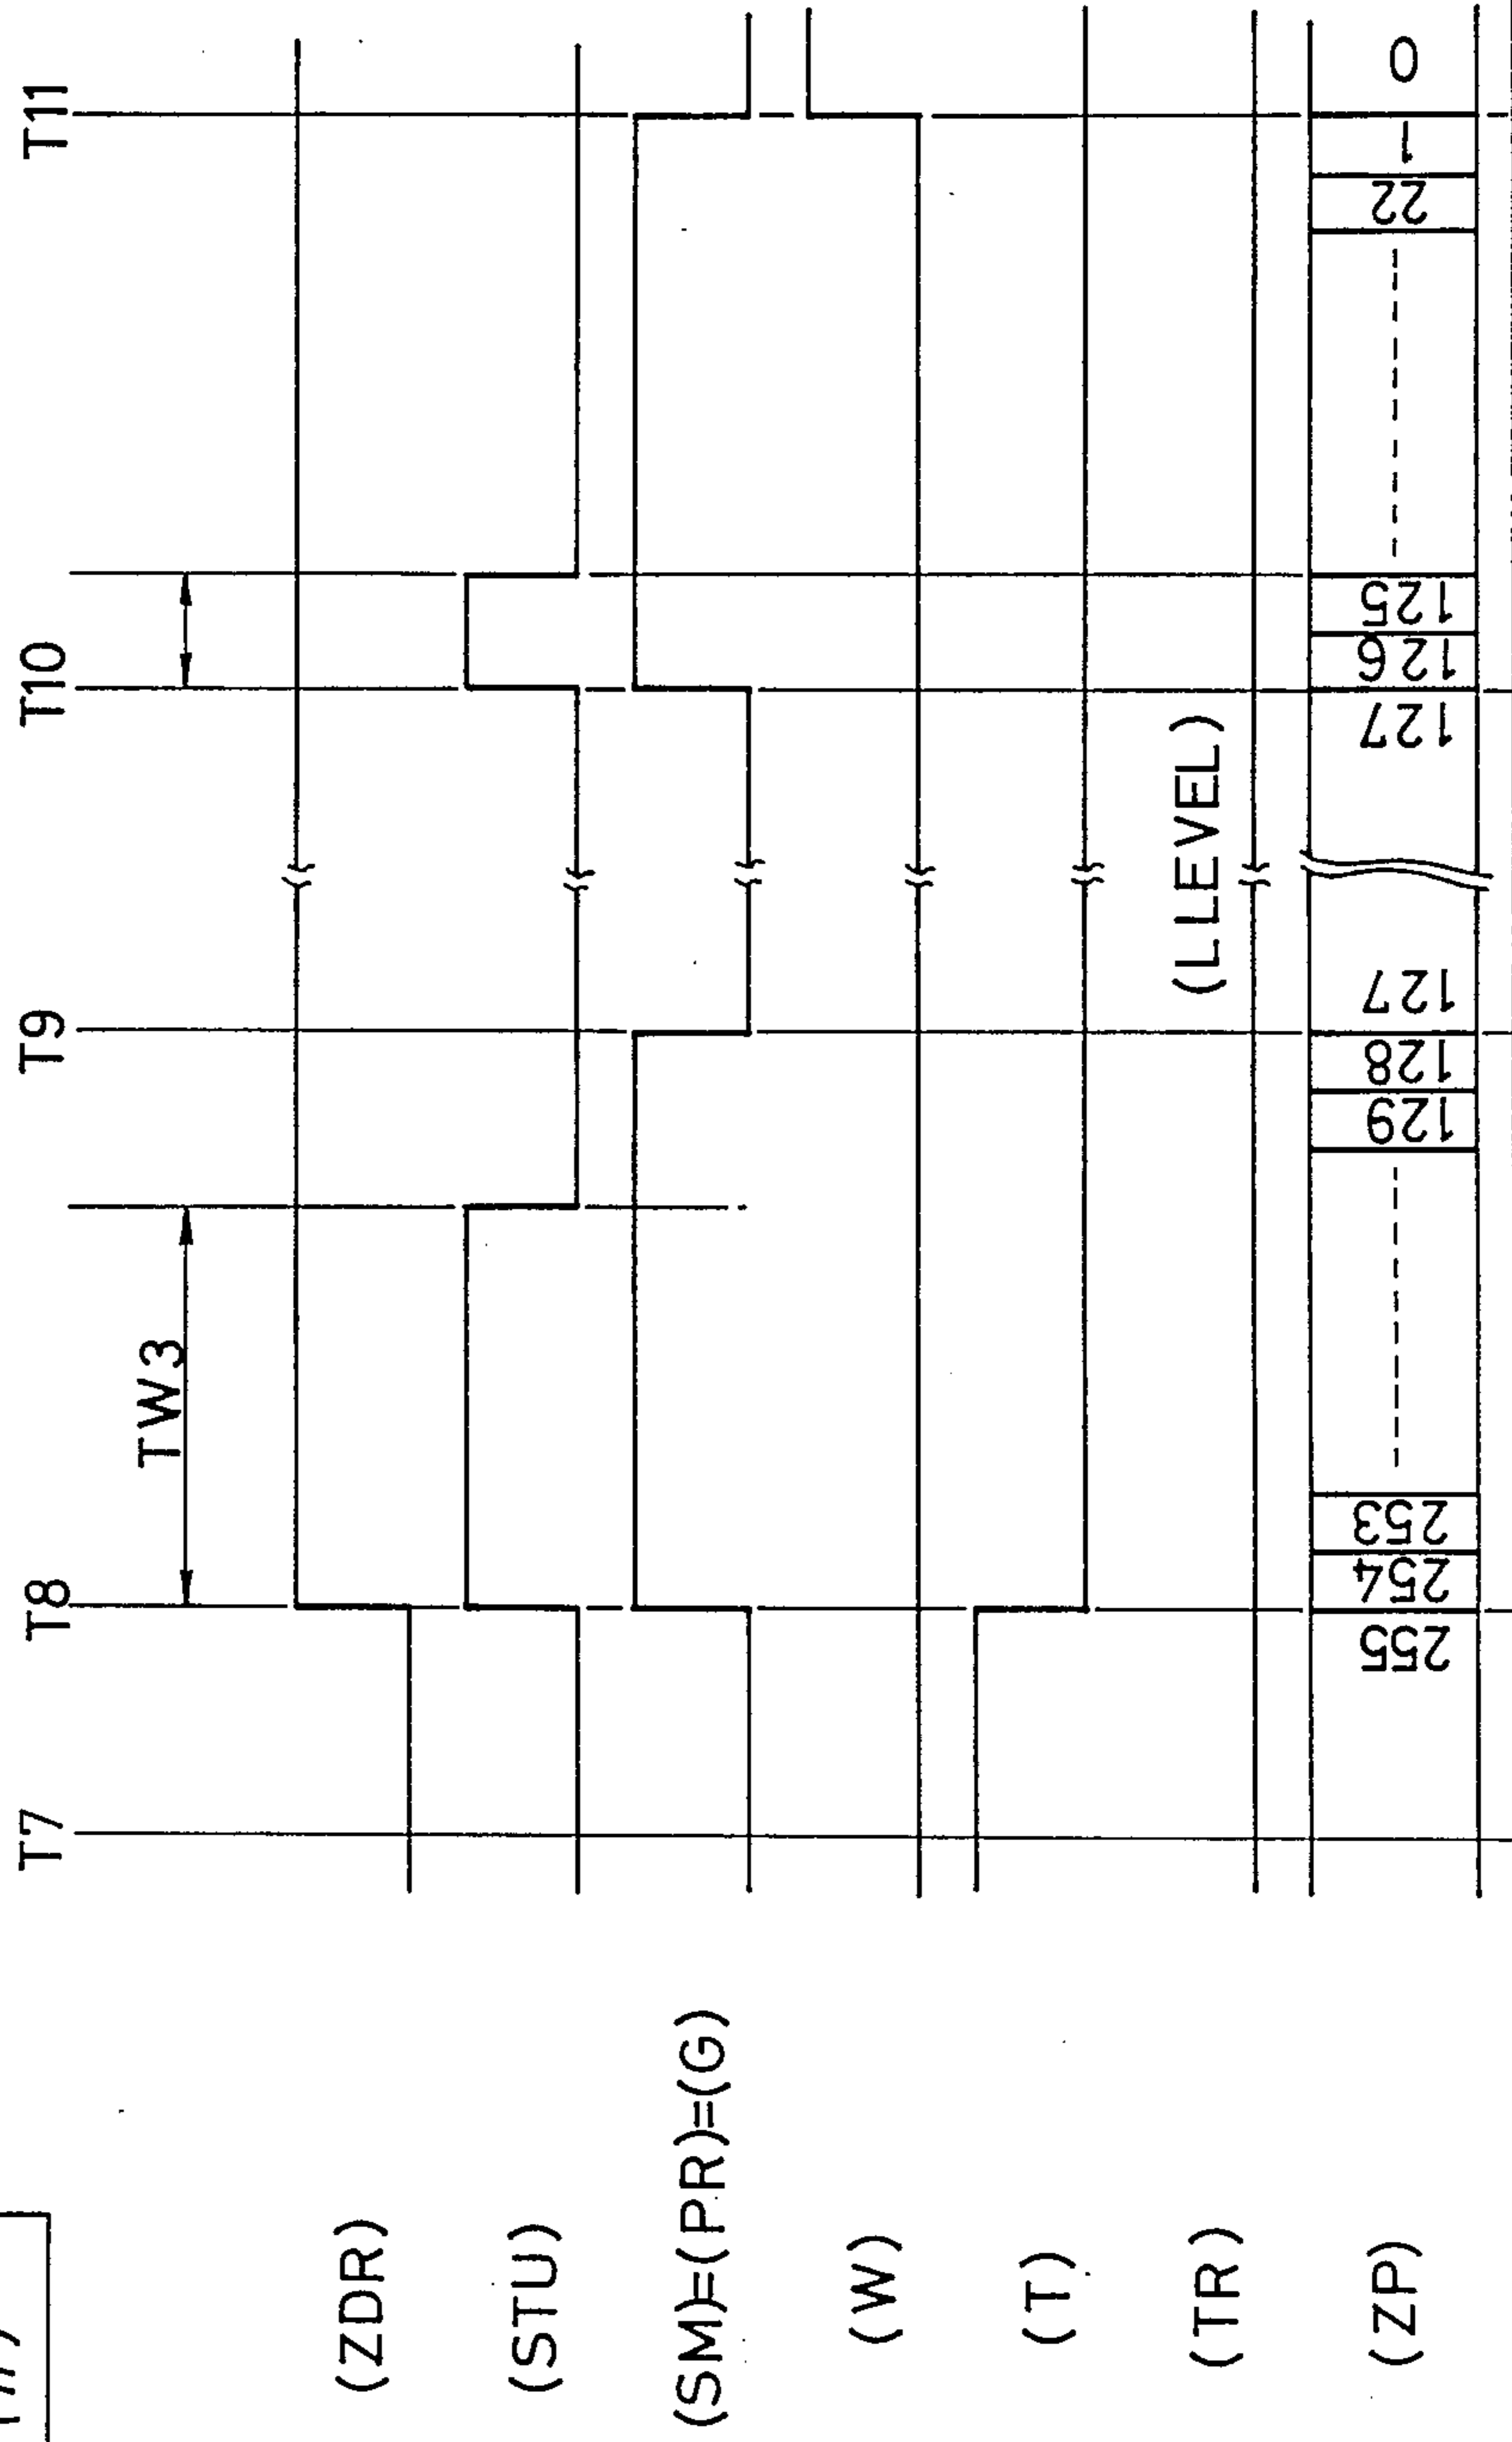 T7 T8 T9 T10 T11
TW3
(ZDR)
(STU)
(SM)=(PR)=(G)
(W)
(T)
(TR)
(LLEVEL)
(ZP)
255 254 253 129 128 127 127 126 125 22 1 0